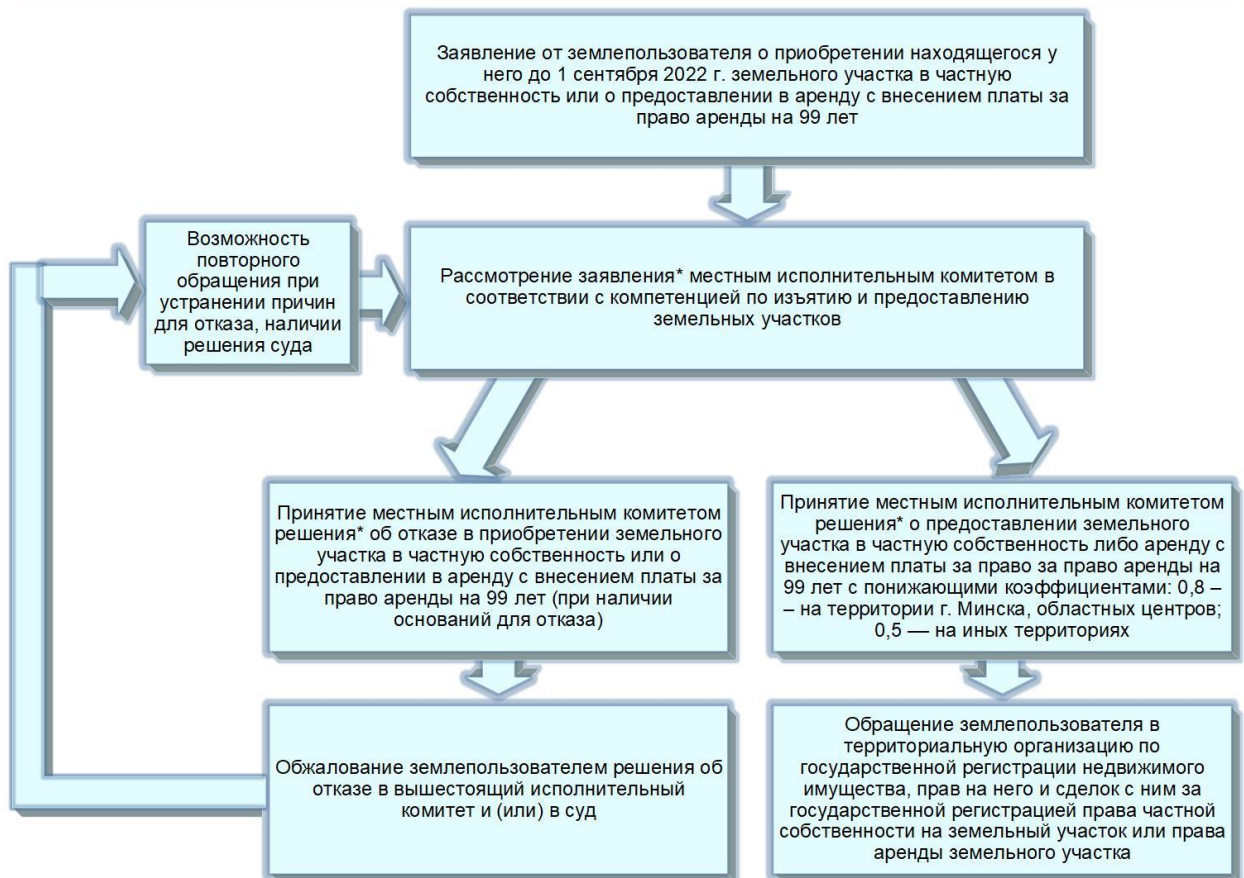 Заявление от землепользователя о приобретении находящегося у
него до 1 сентября 2022 г. земельного участка в частную
собственность или о предоставлении в аренду с внесением платы за
право аренды на 99 лет
Возможность
повторного
обращения при
устранении причин
для отказа, наличии
решения суда
Рассмотрение заявления* местным исполнительным комитетом в
соответствии с компетенцией по изъятию и предоставлению
земельных участков
Принятие местным исполнительным комитетом
решения* об отказе в приобретении земельного
участка в частную собственность или о
предоставлении в аренду с внесением платы за
право аренды на 99 лет (при наличии
оснований для отказа)
Принятие местным исполнительным комитетом
решения* о предоставлении земельного
участка в частную собственность либо аренду с
внесением платы за право за право аренды на
99 лет с понижающими коэффициентами: 0,8 –
– на территории г. Минска, областных центров;
0,5 — на иных территориях
Обжалование землепользователем решения об
отказе в вышестоящий исполнительный
комитет и (или) в суд
Обращение землепользователя в
территориальную организацию по
государственной регистрации недвижимого
имущества, прав на него и сделок с ним за
государственной регистрацией права частной
собственности на земельный участок или права
аренды земельного участка